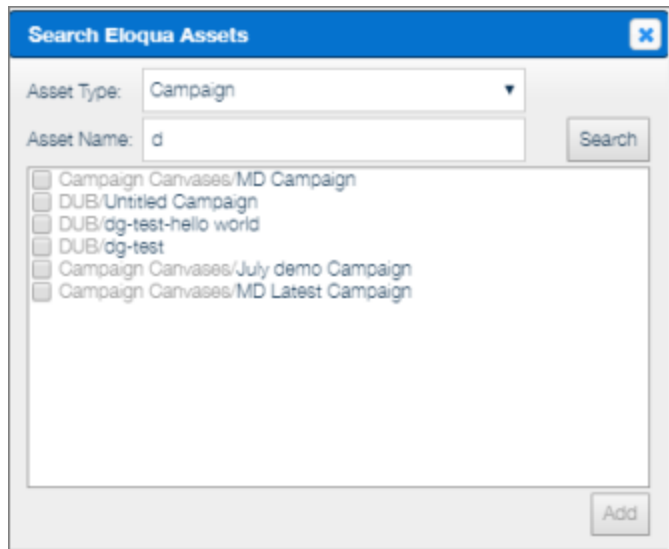 Search Eloqua Assets
Asset Type: Campaign
Asset Name: d Search
Campaign Canvases/MD Campaign
DUB/Untitled Campaign
DUB/dg-test-hello world
DUB/dg-test
Campaign Canvases/July demo Campaign
Campaign Canvases/MD Latest Campaign
Add